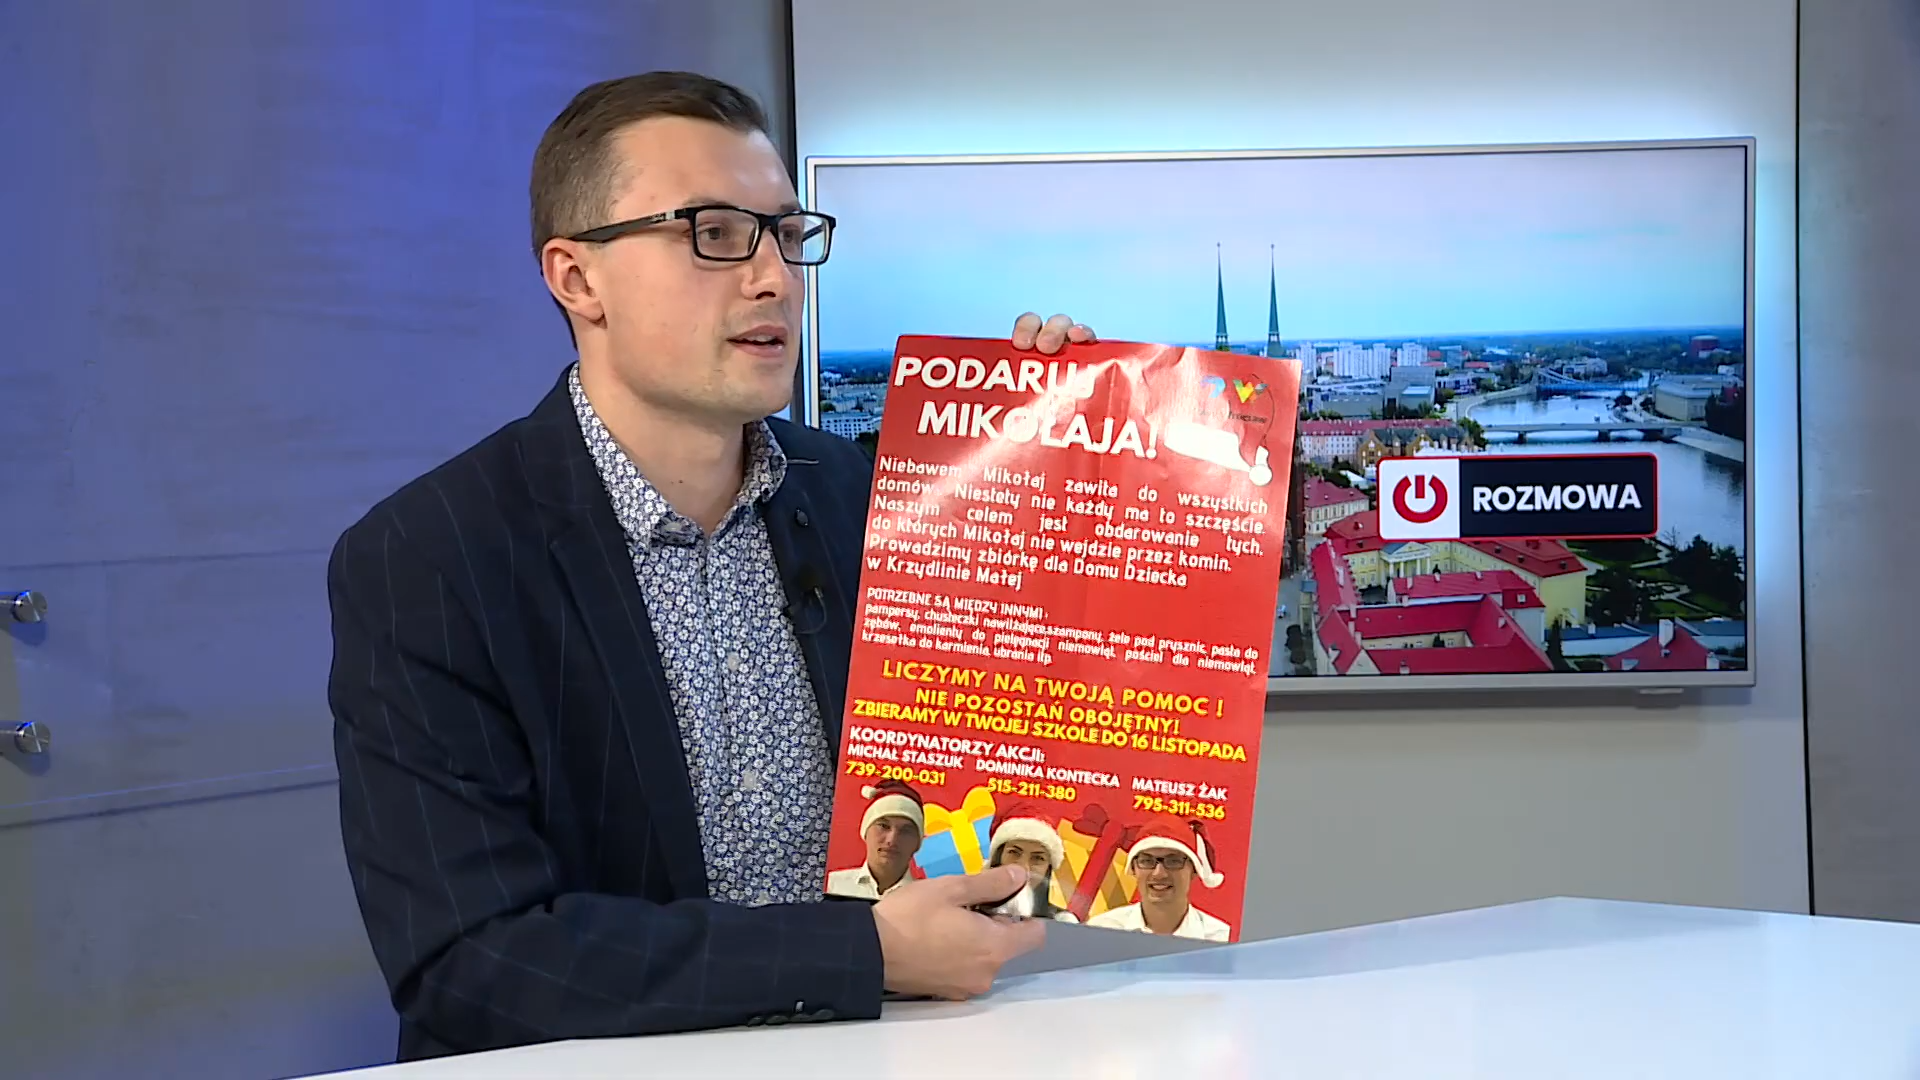 PODARUJ
MIKOŁAJA!
Niebawem Mikołaj zawita do wszystkich
domów. Niestety nie każdy ma to szczęście.
Naszym celem jest obdarowanie tych,
do których Mikołaj nie wejdzie przez komin.
Prowadzimy zbiórkę dla Domu Dziecka
w Krzydlinie Małej
POTRZEBNE SĄ MIĘDZY INNYMI:
pampersy, chusteczki nawilżające, szampony, żele pod prysznic, pasta do
zębów, emolienty do pielęgnacji niemowląt, pościel dla niemowląt,
krzesełka do karmienia, ubrania itp.
LICZYMY NA TWOJĄ POMOC !
NIE POZOSTAŃ OBOJĘTNY!
ZBIERAMY W TWOJEJ SZKOLE DO 16 LISTOPADA
KOORDYNATORZY AKCJI:
MICHAŁ STASZUK DOMINIKA KONTECKA MATEUSZ ŻAK
739-200-031 515-211-380 795-311-536
ROZMOWA